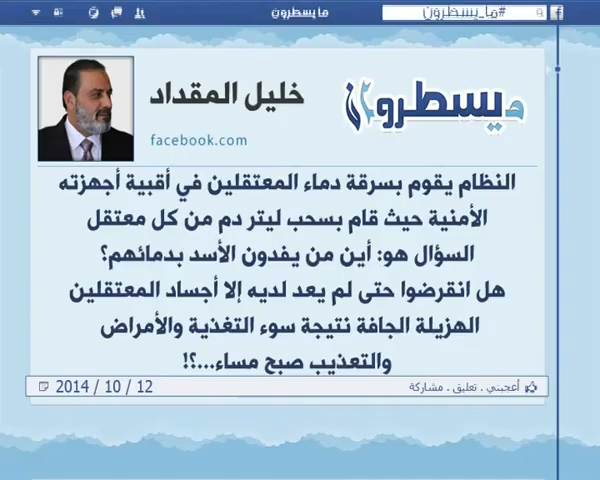 #ما_يسطرون
ما يسطرون
ما يسطرون
خليل المقداد
facebook.com
النظام يقوم بسرقة دماء المعتقلين في أقبية أجهزته
الأمنية حيث قام بسحب ليتر دم من كل معتقل
السؤال هو: أين من يفدون الأسد بدمائهم؟
هل انقرضوا حتى لم يعد لديه إلا أجساد المعتقلين
الهزيلة الجافة نتيجة سوء التغذية والأمراض
والتعذيب صبح مساء...؟!
أعجبني . تعليق . مشاركة
2014 / 10 / 12